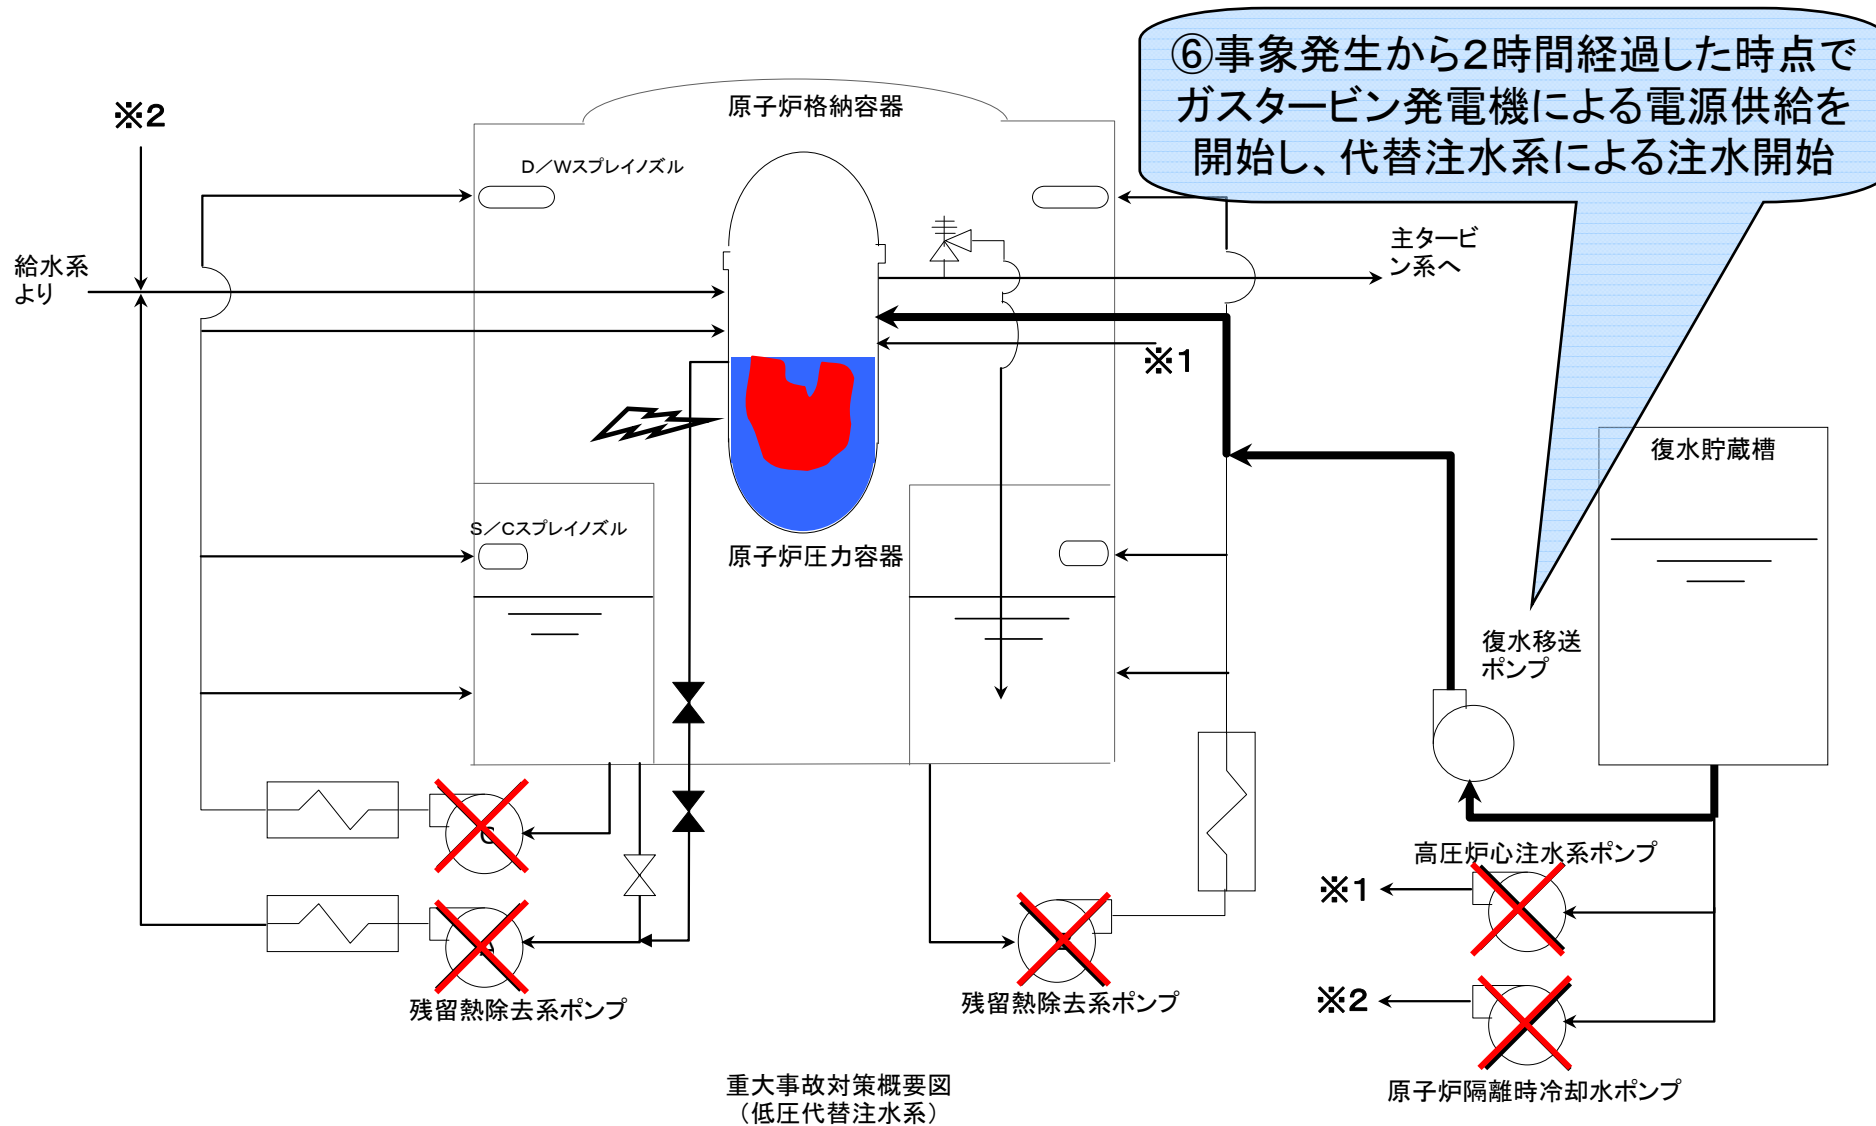 ⑥事象発生から2時間経過した時点で
ガスタービン発電機による電源供給を
開始し、代替注水系による注水開始
※2
原子炉格納容器
D/Wスプレイノズル
主タービ
ン系へ
給水系
より
※1
復水貯蔵槽
S/Cスプレイノズル
原子炉圧力容器
復水移送
ポンプ
C
高圧炉心注水系ポンプ
※1
A
残留熱除去系ポンプ
残留熱除去系ポンプ
※2
原子炉隔離時冷却水ポンプ
重大事故対策概要図
(低圧代替注水系)